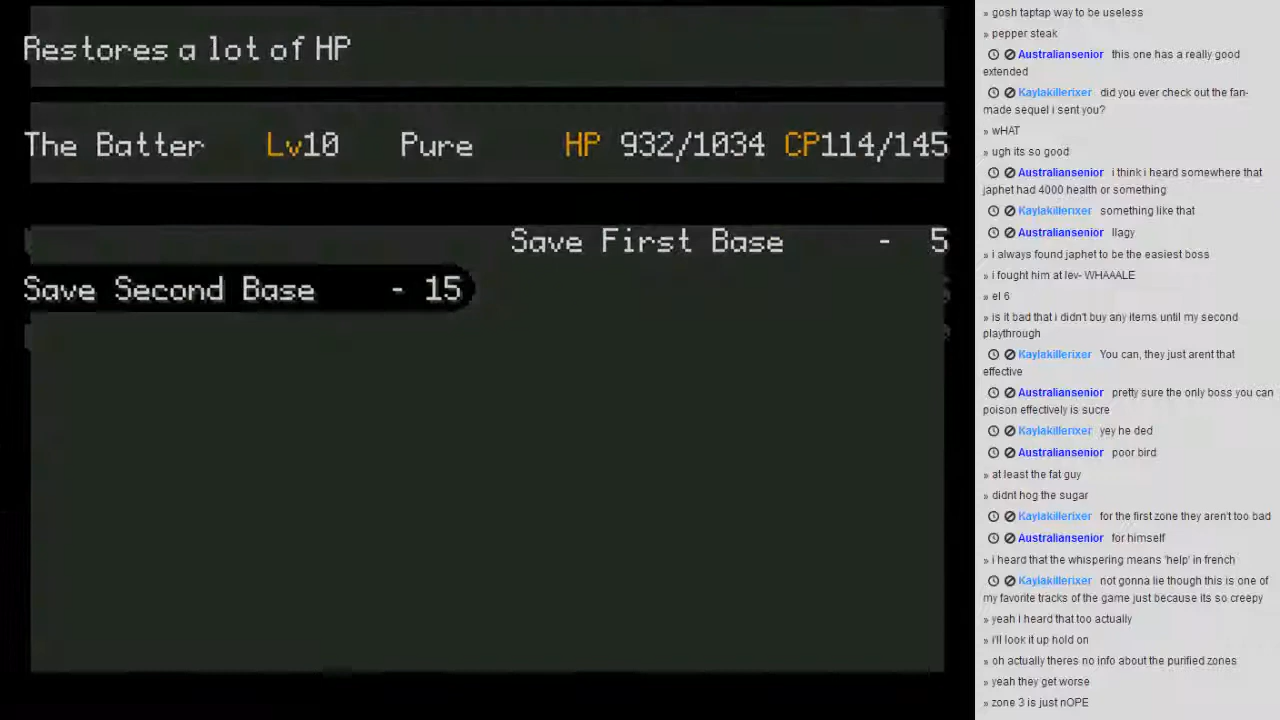 Restores a lot of HP
The Batter Lv10 Pure HP 932/1034 CP114/145
Save First Base - 5
Save Second Base - 15
» gosh taptap way to be useless
» pepper steak
Australiansenior this one has a really good
extended
Kaylakillerixer did you ever check out the fan-
made sequel i sent you?
» wHAT
» ugh its so good
Australiansenior i think i heard somewhere that
japhet had 4000 health or something
Kaylakillerixer something like that
Australiansenior llagy
» i always found japhet to be the easiest boss
» i fought him at lev- WHAAALE
» el 6
» is it bad that i didn't buy any items until my second
playthrough
Kaylakillerixer You can, they just arent that
effective
Australiansenior pretty sure the only boss you can
poison effectively is sucre
Kaylakillerixer yey he ded
Australiansenior poor bird
» at least the fat guy
» didnt hog the sugar
Kaylakillerixer for the first zone they aren't too bad
Australiansenior for himself
» i heard that the whispering means 'help' in french
Kaylakillerixer not gonna lie though this is one of
my favorite tracks of the game just because its so creepy
» yeah i heard that too actually
» i'll look it up hold on
» oh actually theres no info about the purified zones
» yeah they get worse
» zone 3 is just nOPE